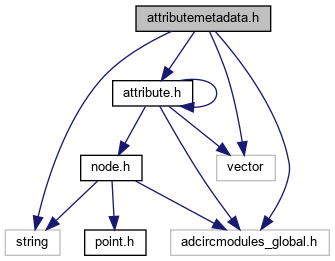 attributemetadata.h
attribute.h
node.h
vector
string
point.h
adcircmodules_global.h